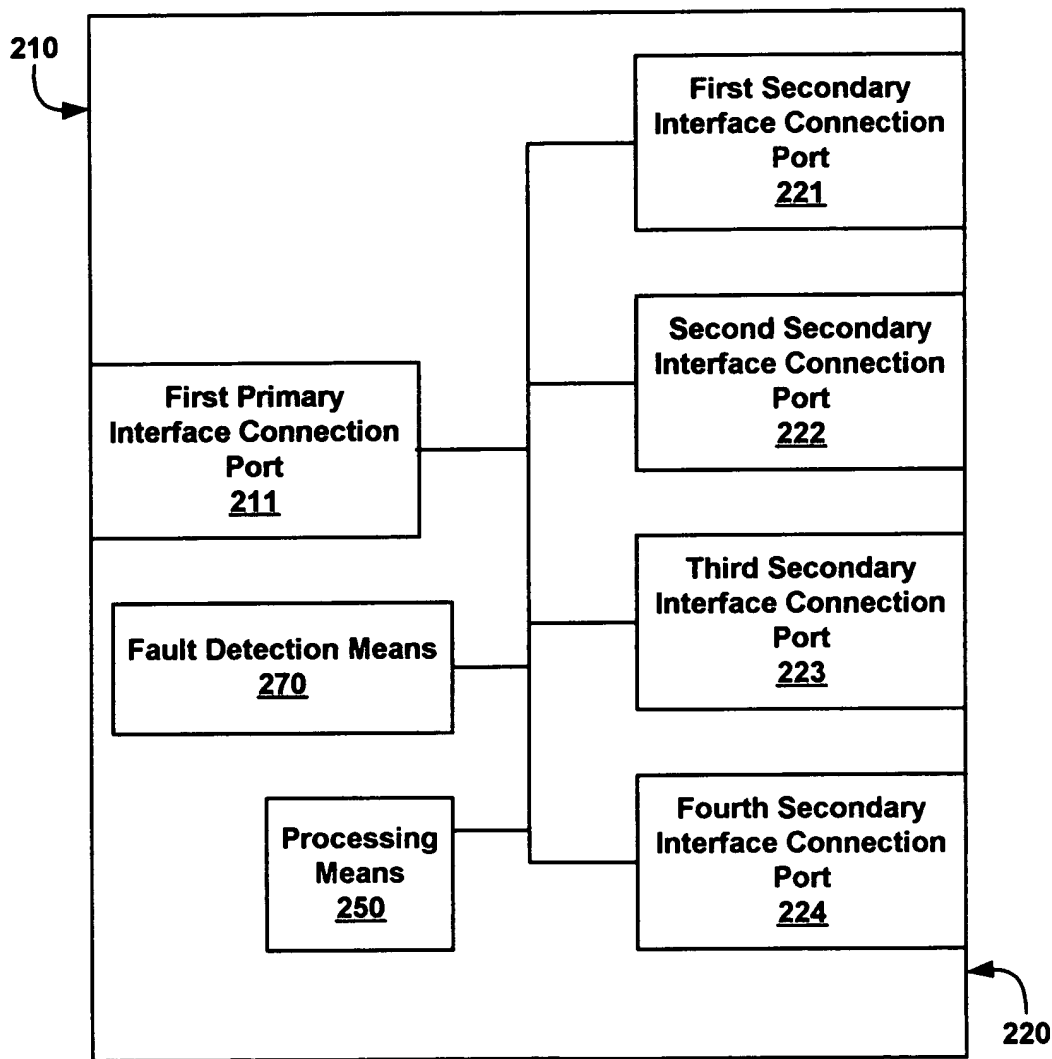 210
First Secondary
Interface Connection
Port
221
Second Secondary
Interface Connection
Port
222
First Primary
Interface Connection
Port
211
Third Secondary
Interface Connection
Port
223
Fault Detection Means
270
Fourth Secondary
Interface Connection
Port
224
Processing
Means
250
220